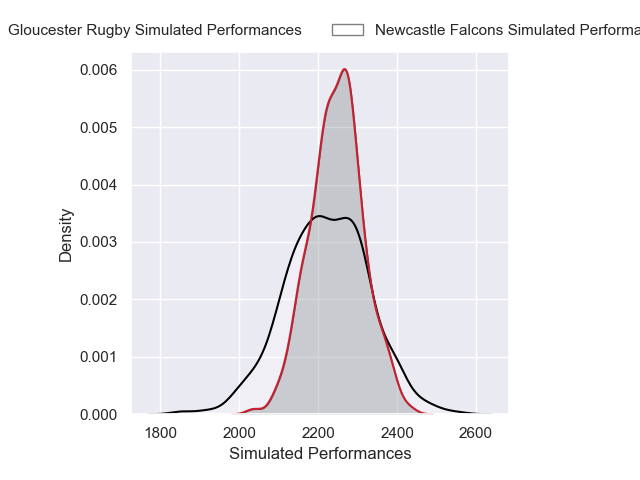 Gloucester Rugby Simulated Performances
Newcastle Falcons Simulated
0.006
0.005
0.004
0.003
0.002
0.001
0.000
Density
1800 2000 2200 2400 2600
Simulated Performances